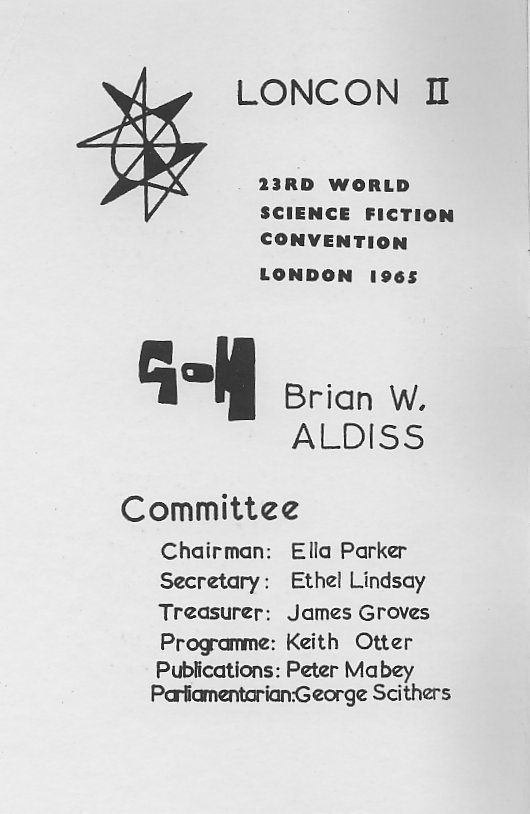 LONCON II
23RD WORLD
SCIENCE FICTION
CONVENTION
LONDON 1965
GoH
Brian W.
ALDISS
Committee
Chairman: Ella Parker
Secretary: Ethel Lindsay
Treasurer: James Groves
Programme: Keith Otter
Publications: Peter Mabey
Parliamentarian: George Scithers